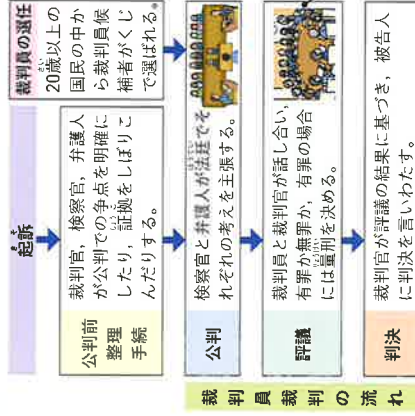 起訴
裁判員の選任
20歳以上の
国民の中か
ら裁判員候
補者がくじ
で選ばれる。
公判前
整理
手続
裁判官,検察官,弁護人
が公判での争点を明確に
したり,証拠をしぼりこ
んだりする。
公判
検察官と弁護人が法廷でそ
れぞれの考えを主張する。
評議
裁判員と裁判官が話し合い,
有罪か無罪か,有罪の場合
には量刑を決める。
判決
裁判官が評議の結果に基づき,被告人
に判決を言いわたす。
裁判員裁判の流れ